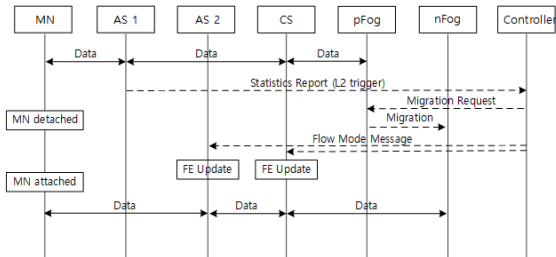 MN AS 1 AS 2 CS pFog nFog Controller
Data Data Data
Statistics Report (L2 trigger)
Migration Request
MN detached
Migration
Flow Mode Message
FE Update FE Update
MN attached
Data Data Data